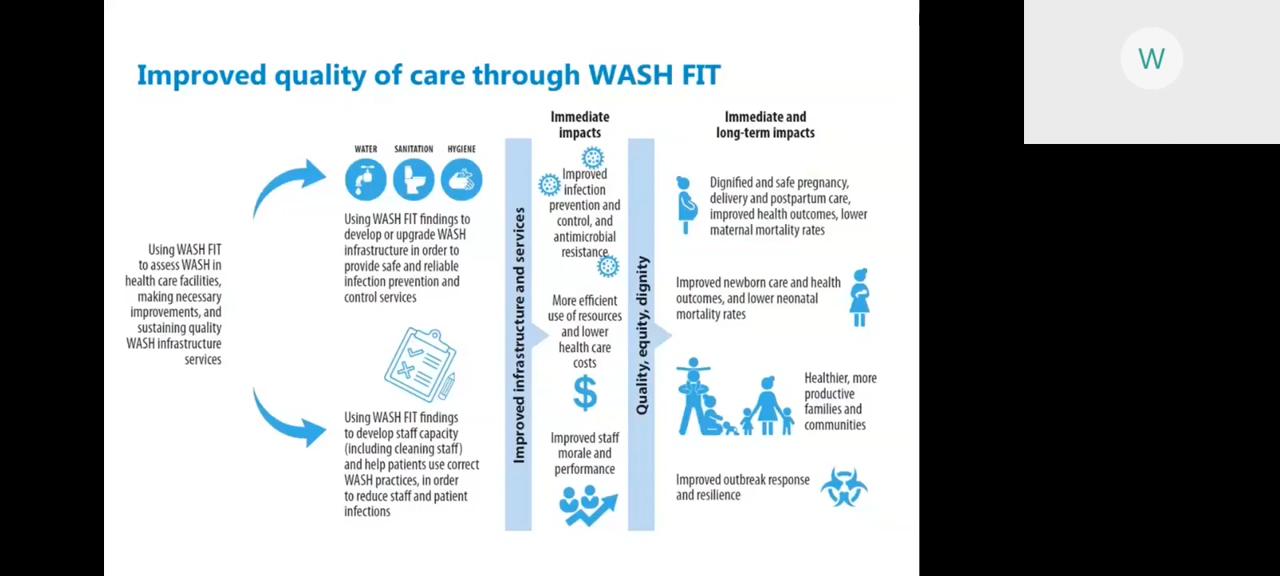 Improved quality of care through WASH FIT
Using WASH FIT
to assess WASH in
health care facilities,
making necessary
improvements, and
sustaining quality
WASH infrastructure
services
WATER
SANITATION
HYGIENE
Using WASH FIT findings to
develop or upgrade WASH
infrastructure in order to
provide safe and reliable
infection prevention and
control services
Using WASH FIT findings
to develop staff capacity
(including cleaning staff)
and help patients use correct
WASH practices, in order
to reduce staff and patient
infections
Improved infrastructure and services
Immediate
impacts
Improved
infection
prevention and
control, and
antimicrobial
resistance
More efficient
use of resources
and lower
health care
costs
$
Improved staff
morale and
performance
Quality, equity, dignity
Immediate and
long-term impacts
Dignified and safe pregnancy,
delivery and postpartum care,
improved health outcomes, lower
maternal mortality rates
Improved newborn care and health
outcomes, and lower neonatal
mortality rates
Healthier, more
productive
families and
communities
Improved outbreak response
and resilience
W